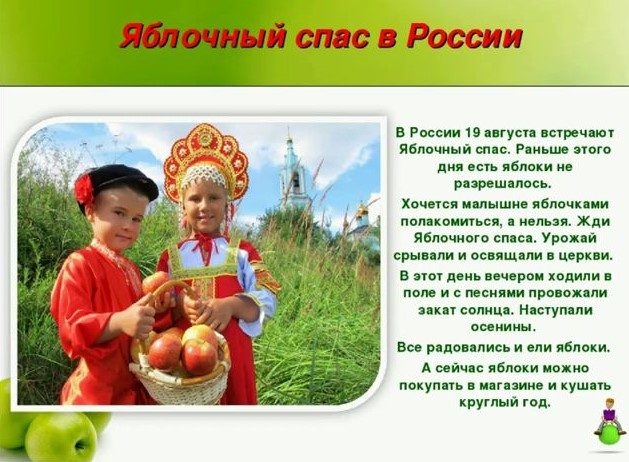 Яблочный спас в России
В России 19 августа встречают
Яблочный спас. Раньше этого
дня есть яблоки не
разрешалось.
Хочется малышне яблочками
полакомиться, а нельзя. Жди
Яблочного спаса. Урожай
срывали и освящали в церкви.
В этот день вечером ходили в
поле и с песнями провожали
закат солнца. Наступали
осенины.
Все радовались и ели яблоки.
А сейчас яблоки можно
покупать в магазине и кушать
круглый год.